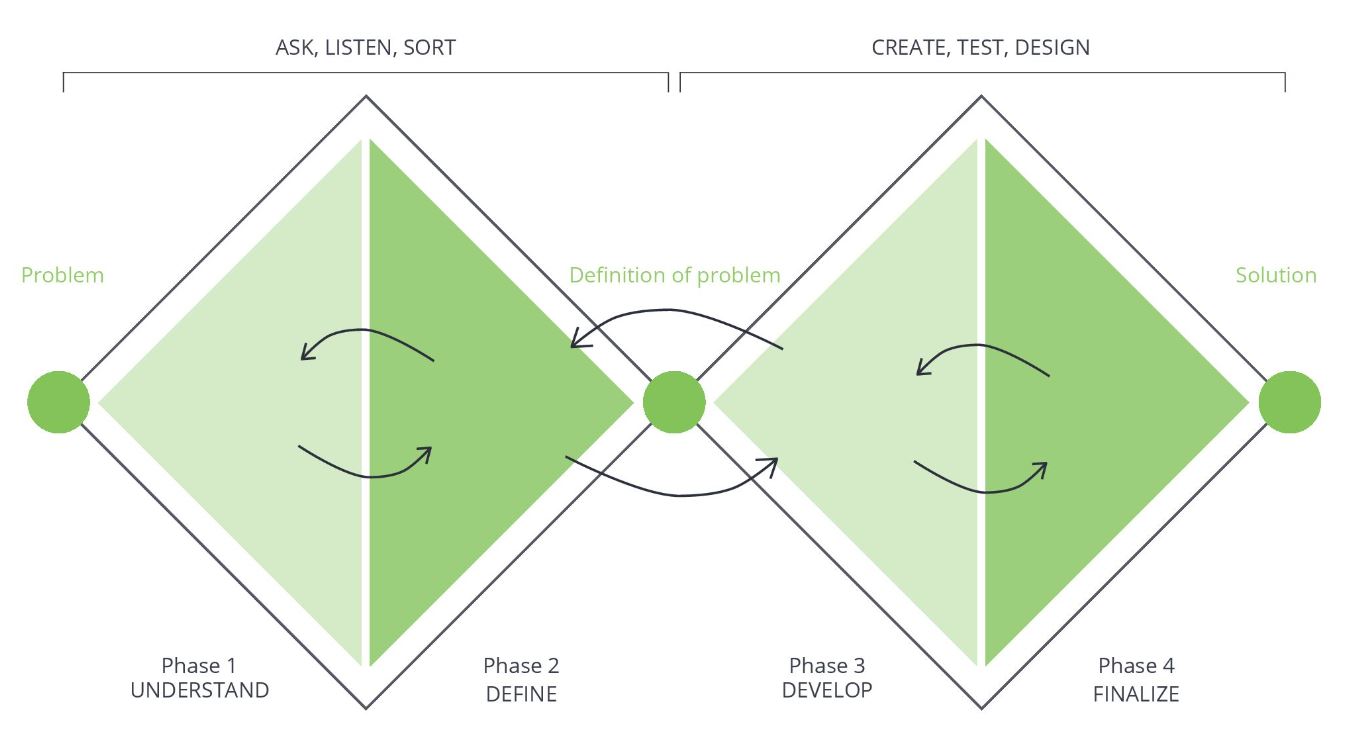 ASK, LISTEN, SORT
CREATE, TEST, DESIGN
Problem
Definition of problem
Solution
Phase 1
UNDERSTAND
Phase 2
DEFINE
Phase 3
DEVELOP
Phase 4
FINALIZE